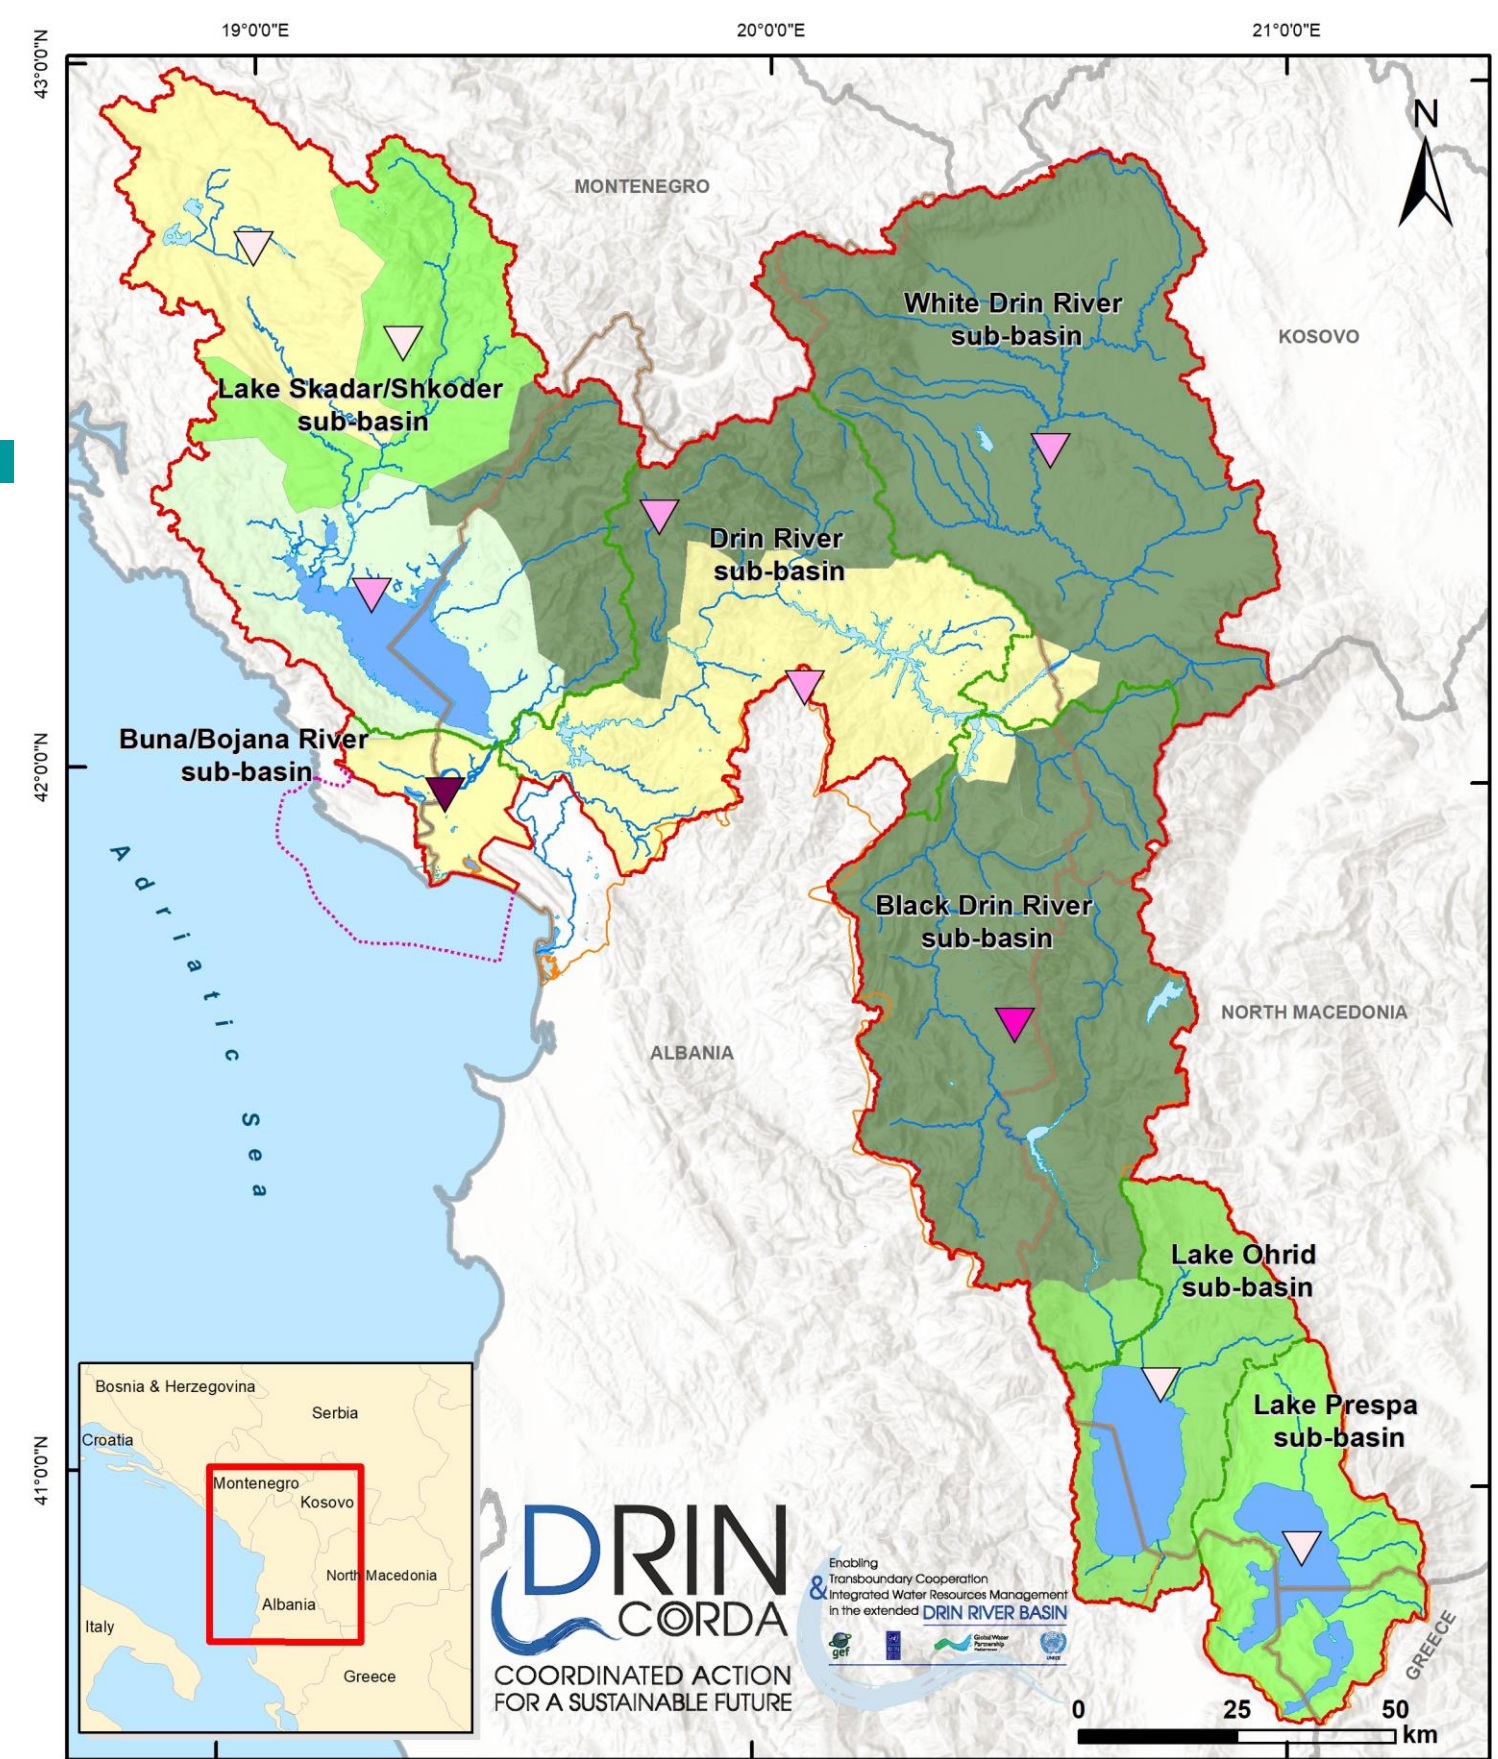 19°0'0"E
20°0'0"E
21°0'0"E
43°0'0"N
42°0'0"N
41°0'0"N
N
MONTENEGRO
KOSOVO
White Drin River
sub-basin
Lake Skadar/Shkoder
sub-basin
Drin River
sub-basin
Buna/Bojana River
sub-basin
Adriatic Sea
Black Drin River
sub-basin
NORTH MACEDONIA
ALBANIA
Lake Ohrid
sub-basin
Lake Prespa
sub-basin
GREECE
Bosnia & Herzegovina
Serbia
Croatia
Montenegro
Kosovo
North Macedonia
Albania
Italy
Greece
DRIN
CORDA
COORDINATED ACTION
FOR A SUSTAINABLE FUTURE
Enabling
Transboundary Cooperation
& Integrated Water Resources Management
in the extended DRIN RIVER BASIN
gef
Global Water
Partnership
UNECE
0 25 50
km